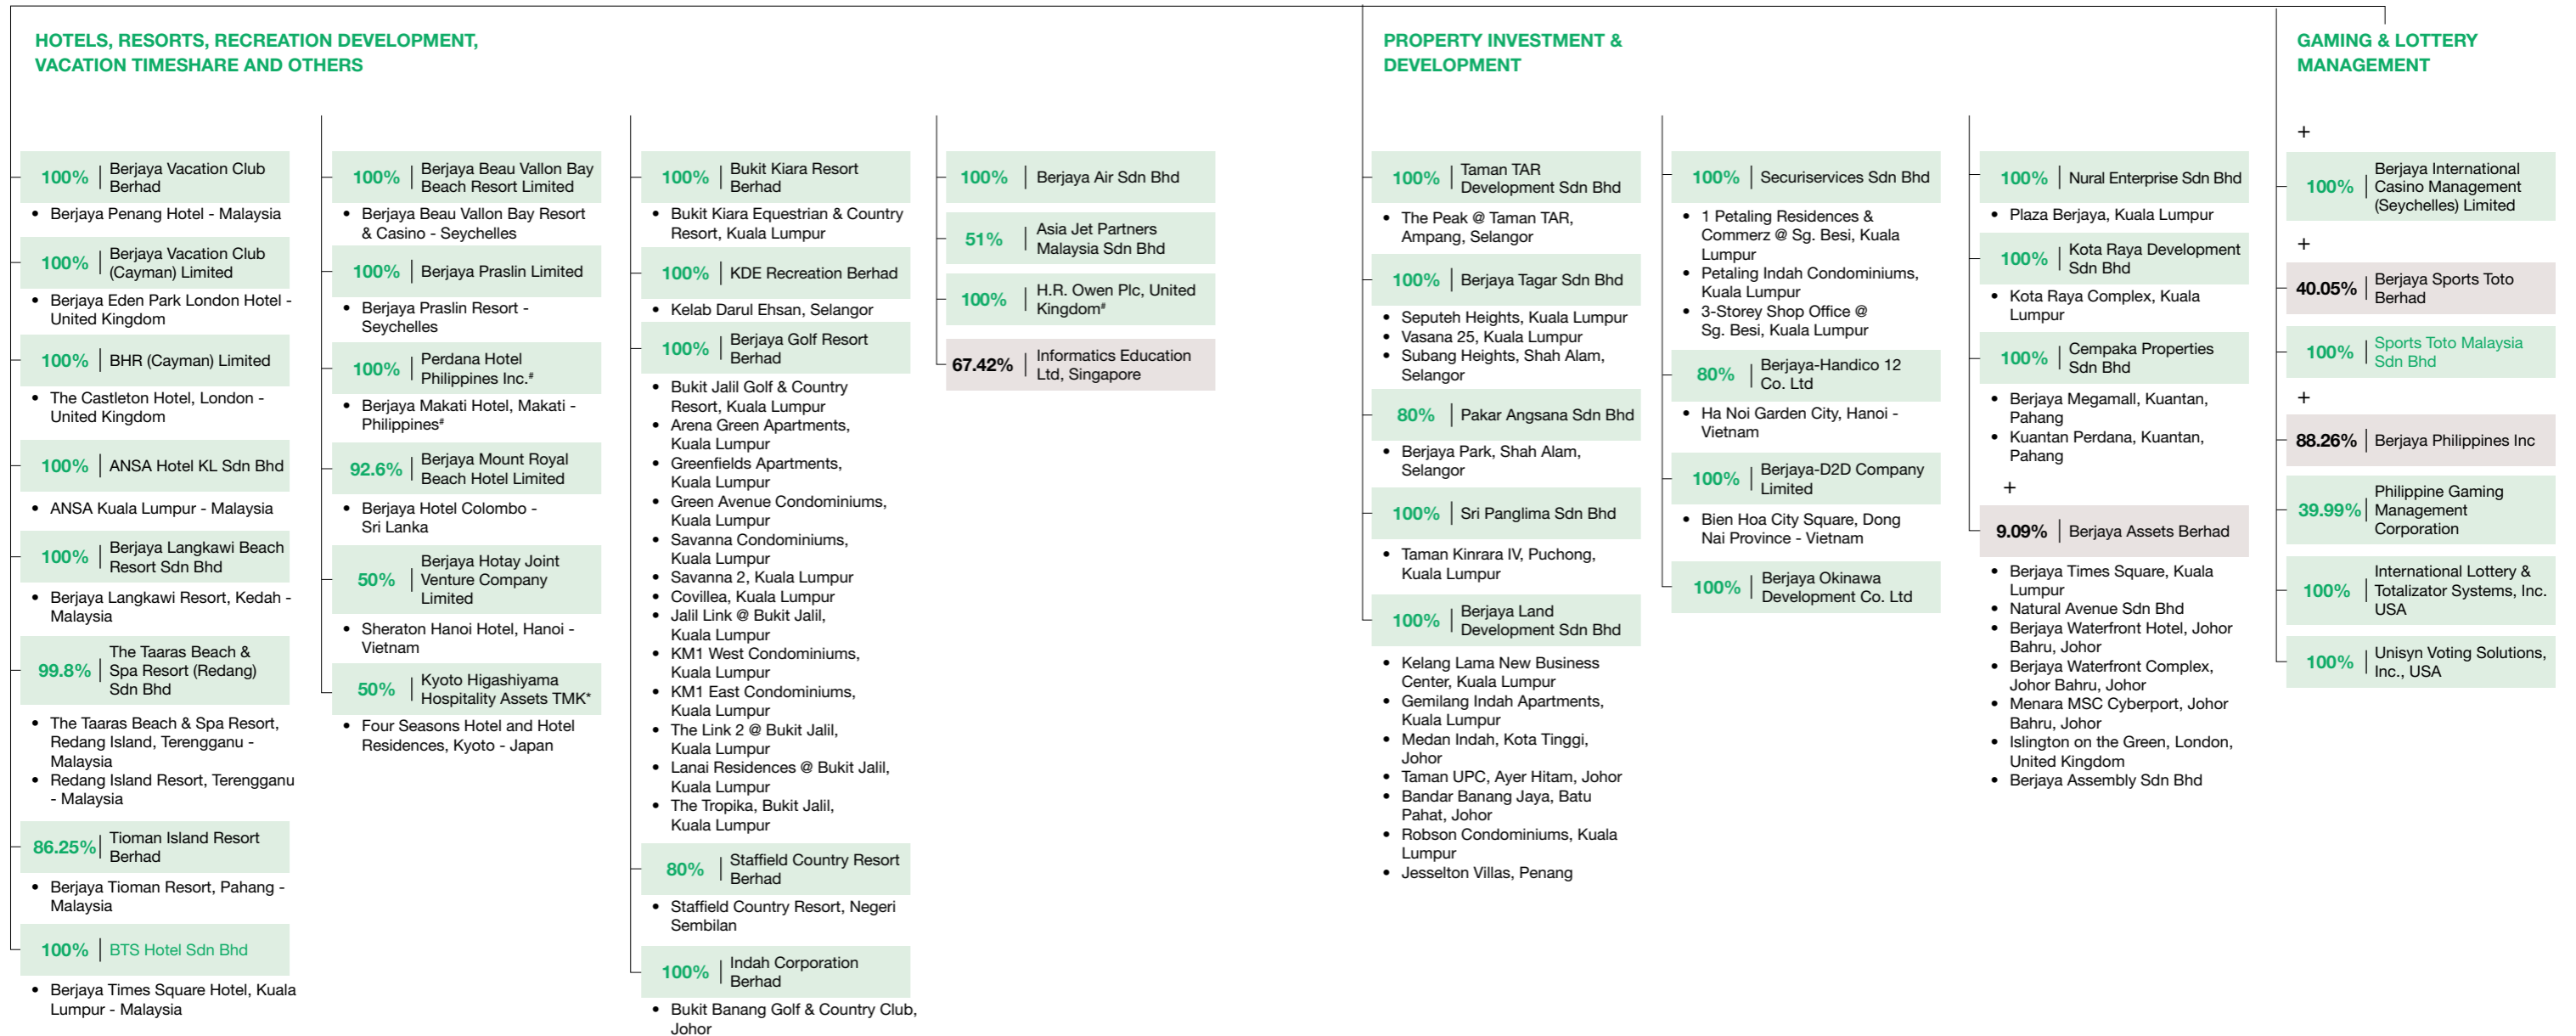 HOTELS, RESORTS, RECREATION DEVELOPMENT,
VACATION TIMESHARE AND OTHERS
100% Berjaya Vacation Club
Berhad
• Berjaya Penang Hotel - Malaysia
100% Berjaya Vacation Club
(Cayman) Limited
• Berjaya Eden Park London Hotel -
United Kingdom
100% BHR (Cayman) Limited
• The Castleton Hotel, London -
United Kingdom
100% ANSA Hotel KL Sdn Bhd
• ANSA Kuala Lumpur - Malaysia
100% Berjaya Langkawi Beach
Resort Sdn Bhd
• Berjaya Langkawi Resort, Kedah -
Malaysia
99.8% The Taaras Beach &
Spa Resort (Redang)
Sdn Bhd
• The Taaras Beach & Spa Resort,
Redang Island, Terengganu -
Malaysia
• Redang Island Resort, Terengganu
- Malaysia
86.25% Tioman Island Resort
Berhad
• Berjaya Tioman Resort, Pahang -
Malaysia
100% BTS Hotel Sdn Bhd
• Berjaya Times Square Hotel, Kuala
Lumpur - Malaysia
100% Berjaya Beau Vallon Bay
Beach Resort Limited
• Berjaya Beau Vallon Bay Resort
& Casino - Seychelles
100% Berjaya Praslin Limited
• Berjaya Praslin Resort -
Seychelles
100% Perdana Hotel
Philippines Inc.#
• Berjaya Makati Hotel, Makati -
Philippines#
92.6% Berjaya Mount Royal
Beach Hotel Limited
• Berjaya Hotel Colombo -
Sri Lanka
50% Berjaya Hotay Joint
Venture Company
Limited
• Sheraton Hanoi Hotel, Hanoi -
Vietnam
50% Kyoto Higashiyama
Hospitality Assets TMK*
• Four Seasons Hotel and Hotel
Residences, Kyoto - Japan
100% Bukit Kiara Resort
Berhad
• Bukit Kiara Equestrian & Country
Resort, Kuala Lumpur
100% KDE Recreation Berhad
• Kelab Darul Ehsan, Selangor
100% Berjaya Golf Resort
Berhad
• Bukit Jalil Golf & Country
Resort, Kuala Lumpur
• Arena Green Apartments,
Kuala Lumpur
• Greenfields Apartments,
Kuala Lumpur
• Green Avenue Condominiums,
Kuala Lumpur
• Savanna Condominiums,
Kuala Lumpur
• Savanna 2, Kuala Lumpur
• Covillea, Kuala Lumpur
• Jalil Link @ Bukit Jalil,
Kuala Lumpur
• KM1 West Condominiums,
Kuala Lumpur
• KM1 East Condominiums,
Kuala Lumpur
• The Link 2 @ Bukit Jalil,
Kuala Lumpur
• Lanai Residences @ Bukit Jalil,
Kuala Lumpur
• The Tropika, Bukit Jalil,
Kuala Lumpur
80% Staffield Country Resort
Berhad
• Staffield Country Resort, Negeri
Sembilan
100% Indah Corporation
Berhad
• Bukit Banang Golf & Country Club,
Johor
100% Berjaya Air Sdn Bhd
51% Asia Jet Partners
Malaysia Sdn Bhd
100% H.R. Owen Plc, United
Kingdom#
67.42% Informatics Education
Ltd, Singapore
PROPERTY INVESTMENT &
DEVELOPMENT
100% Taman TAR
Development Sdn Bhd
• The Peak @ Taman TAR,
Ampang, Selangor
100% Berjaya Tagar Sdn Bhd
• Seputeh Heights, Kuala Lumpur
• Vasana 25, Kuala Lumpur
• Subang Heights, Shah Alam,
Selangor
80% Pakar Angsana Sdn Bhd
• Berjaya Park, Shah Alam,
Selangor
100% Sri Panglima Sdn Bhd
• Taman Kinrara IV, Puchong,
Kuala Lumpur
100% Berjaya Land
Development Sdn Bhd
• Kelang Lama New Business
Center, Kuala Lumpur
• Gemilang Indah Apartments,
Kuala Lumpur
• Medan Indah, Kota Tinggi,
Johor
• Taman UPC, Ayer Hitam, Johor
• Bandar Banang Jaya, Batu
Pahat, Johor
• Robson Condominiums, Kuala
Lumpur
• Jesselton Villas, Penang
100% Securiservices Sdn Bhd
• 1 Petaling Residences &
Commerz @ Sg. Besi, Kuala
Lumpur
• Petaling Indah Condominiums,
Kuala Lumpur
• 3-Storey Shop Office @
Sg. Besi, Kuala Lumpur
80% Berjaya-Handico 12
Co. Ltd
• Ha Noi Garden City, Hanoi -
Vietnam
100% Berjaya-D2D Company
Limited
• Bien Hoa City Square, Dong
Nai Province - Vietnam
100% Berjaya Okinawa
Development Co. Ltd
100% Nural Enterprise Sdn Bhd
• Plaza Berjaya, Kuala Lumpur
100% Kota Raya Development
Sdn Bhd
• Kota Raya Complex, Kuala
Lumpur
100% Cempaka Properties
Sdn Bhd
• Berjaya Megamall, Kuantan,
Pahang
• Kuantan Perdana, Kuantan,
Pahang
+
9.09% Berjaya Assets Berhad
• Berjaya Times Square, Kuala
Lumpur
• Natural Avenue Sdn Bhd
• Berjaya Waterfront Hotel, Johor
Bahru, Johor
• Berjaya Waterfront Complex,
Johor Bahru, Johor
• Menara MSC Cyberport, Johor
Bahru, Johor
• Islington on the Green, London,
United Kingdom
• Berjaya Assembly Sdn Bhd
GAMING & LOTTERY
MANAGEMENT
+
100% Berjaya International
Casino Management
(Seychelles) Limited
+
40.05% Berjaya Sports Toto
Berhad
100% Sports Toto Malaysia
Sdn Bhd
+
88.26% Berjaya Philippines Inc
39.99% Philippine Gaming
Management
Corporation
100% International Lottery &
Totalizator Systems, Inc.
USA
100% Unisyn Voting Solutions,
Inc., USA